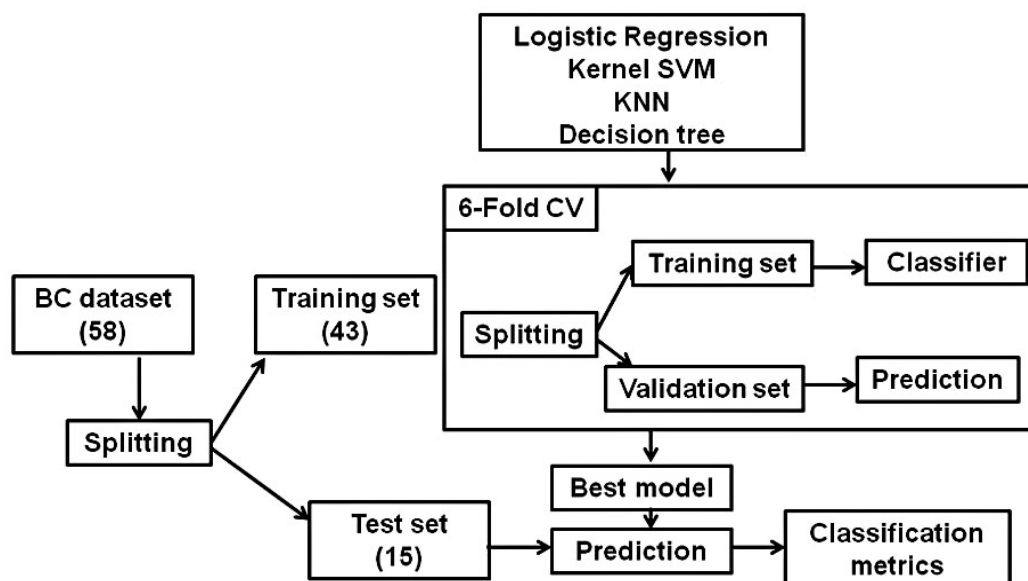 Logistic Regression
Kernel SVM
KNN
Decision tree
6-Fold CV
Training set
Classifier
BC dataset
(58)
Training set
(43)
Splitting
Validation set
Prediction
Splitting
Best model
Test set
(15)
Prediction
Classification
metrics